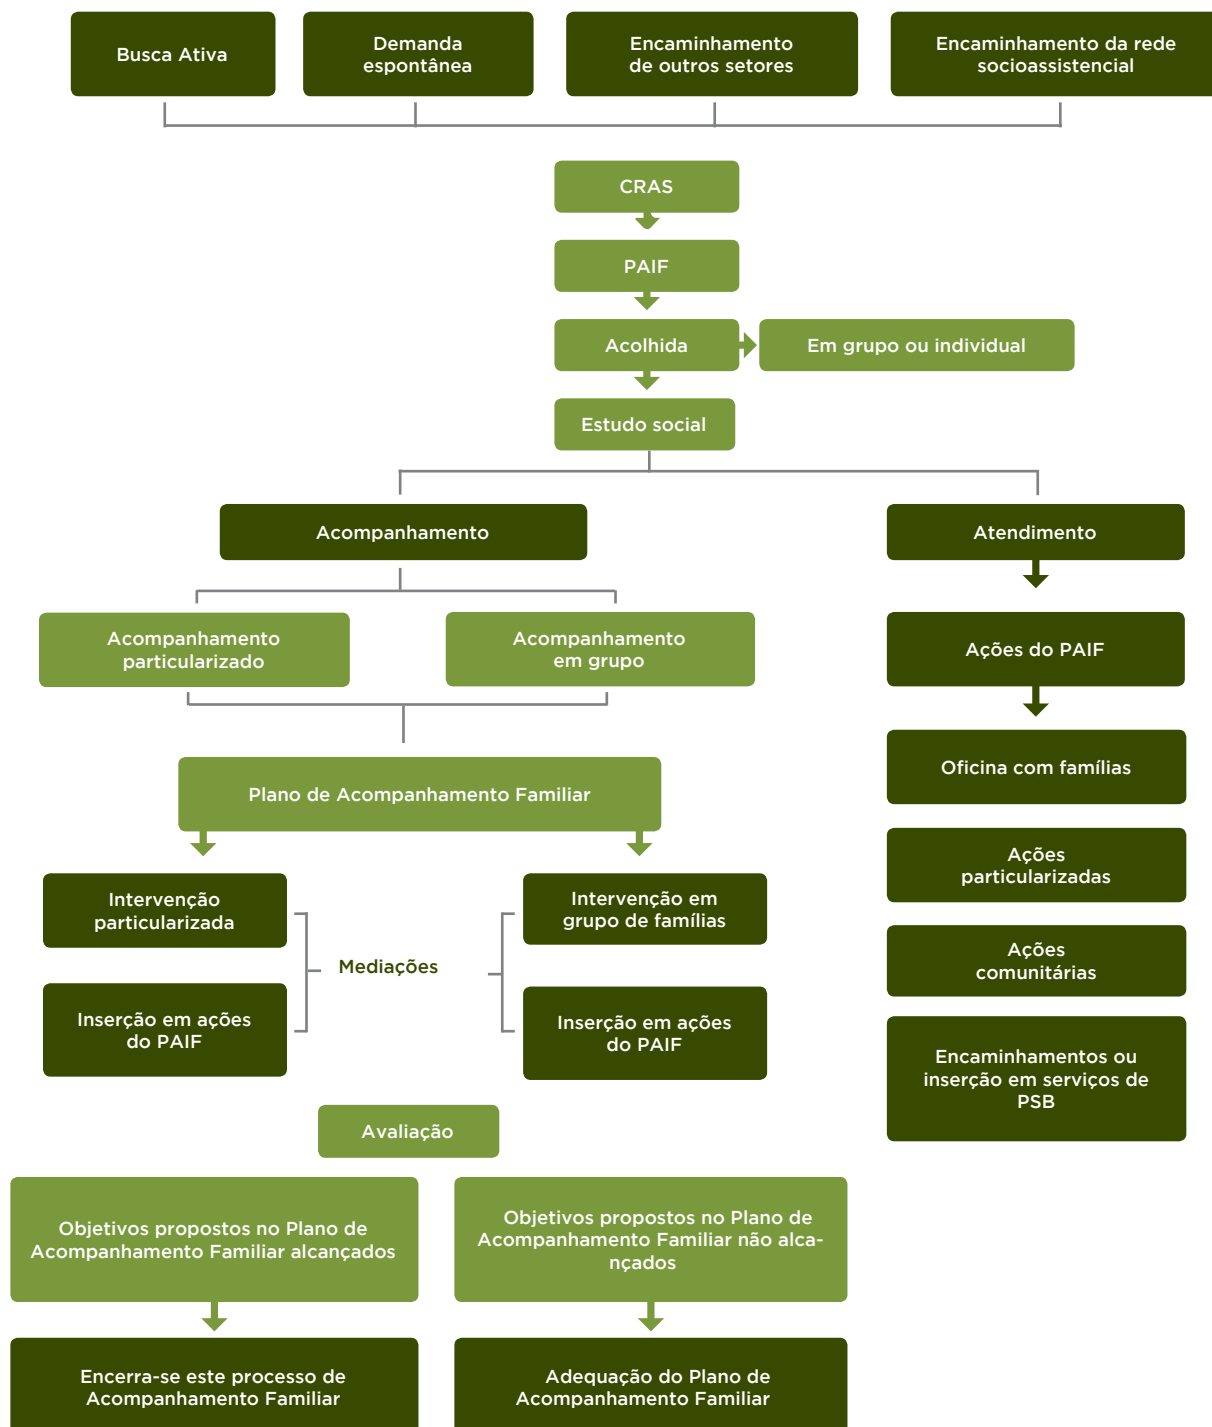 Busca Ativa
Demanda
espontânea
Encaminhamento
de outros setores
Encaminhamento da rede
socioassistencial
CRAS
PAIF
Acolhida
Em grupo ou individual
Estudo social
Acompanhamento
Atendimento
Acompanhamento
particularizado
Acompanhamento
em grupo
Ações do PAIF
Plano de Acompanhamento Familiar
Oficina com famílias
Ações
particularizadas
Intervenção
particularizada
Intervenção em
grupo de famílias
Mediações
Ações
comunitárias
Inserção em ações
do PAIF
Inserção em ações
do PAIF
Encaminhamentos ou
inserção em serviços de
PSB
Avaliação
Objetivos propostos no Plano de
Acompanhamento Familiar alcançados
Objetivos propostos no Plano de
Acompanhamento Familiar não alca-
nçados
Encerra-se este processo de
Acompanhamento Familiar
Adequação do Plano de
Acompanhamento Familiar